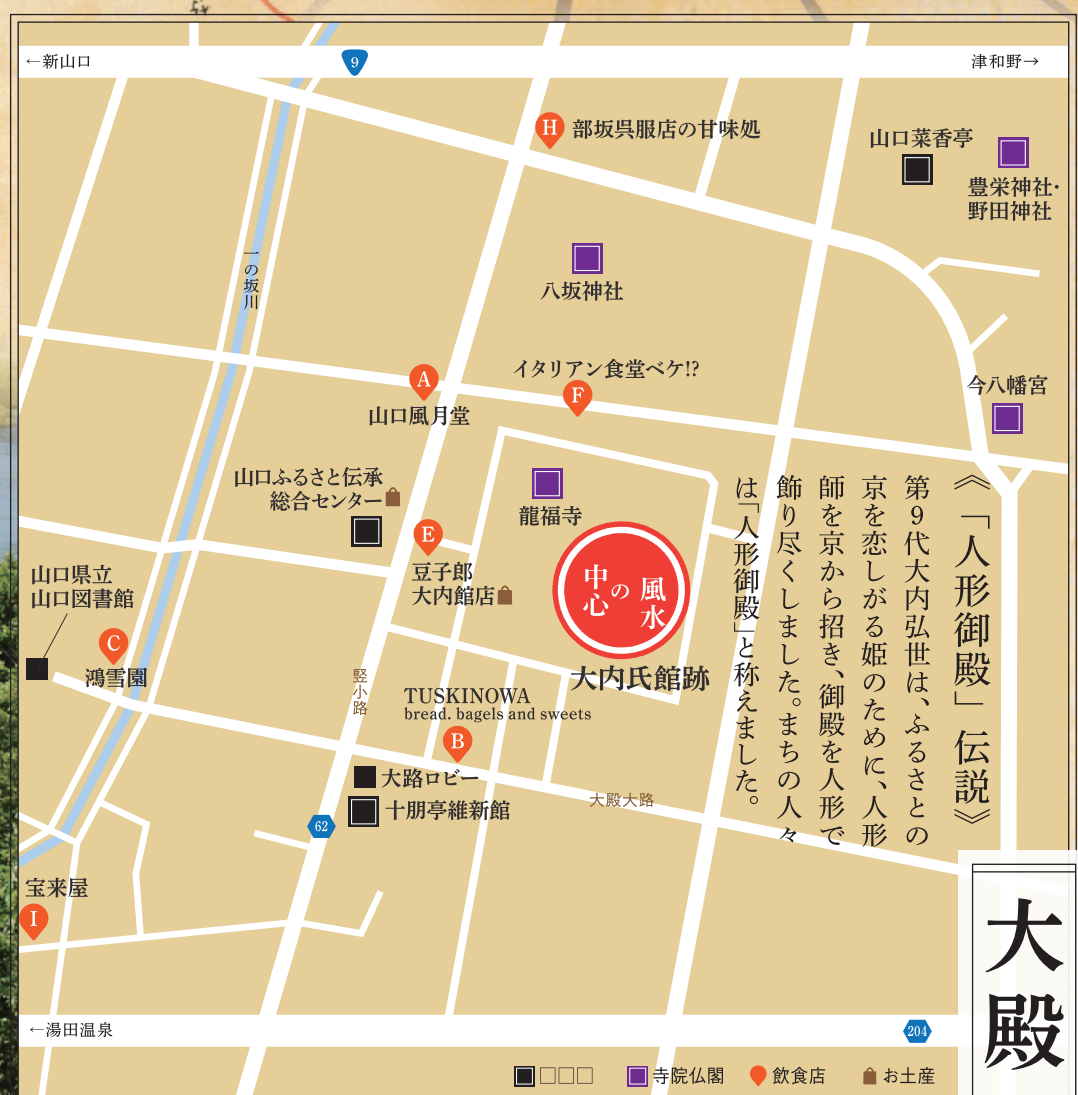 ←新山口
9
津和野→
H 部坂呉服店の甘味処
山口菜香亭
豊栄神社・
野田神社
一の坂川
八坂神社
イタリアン食堂ベケ!?
F
A
山口風月堂
今八幡宮
山口ふるさと伝承
総合センター
龍福寺
E
豆子郎
大内館店
風水
の
中心
大内氏館跡
《「人形御殿」伝説》
第9代大内弘世は、ふるさとの
京を恋しがる姫のために、人形
師を京から招き、御殿を人形で
飾り尽くしました。まちの人々
は「人形御殿」と称えました。
山口県立
山口図書館
C
鴻雪園
竪小路
TUSKINOWA
bread. bagels and sweets
B
大路ロビー
十朋亭維新館
大殿大路
62
宝来屋
I
大殿
←湯田温泉
204
□□□
寺院仏閣
飲食店
お土産